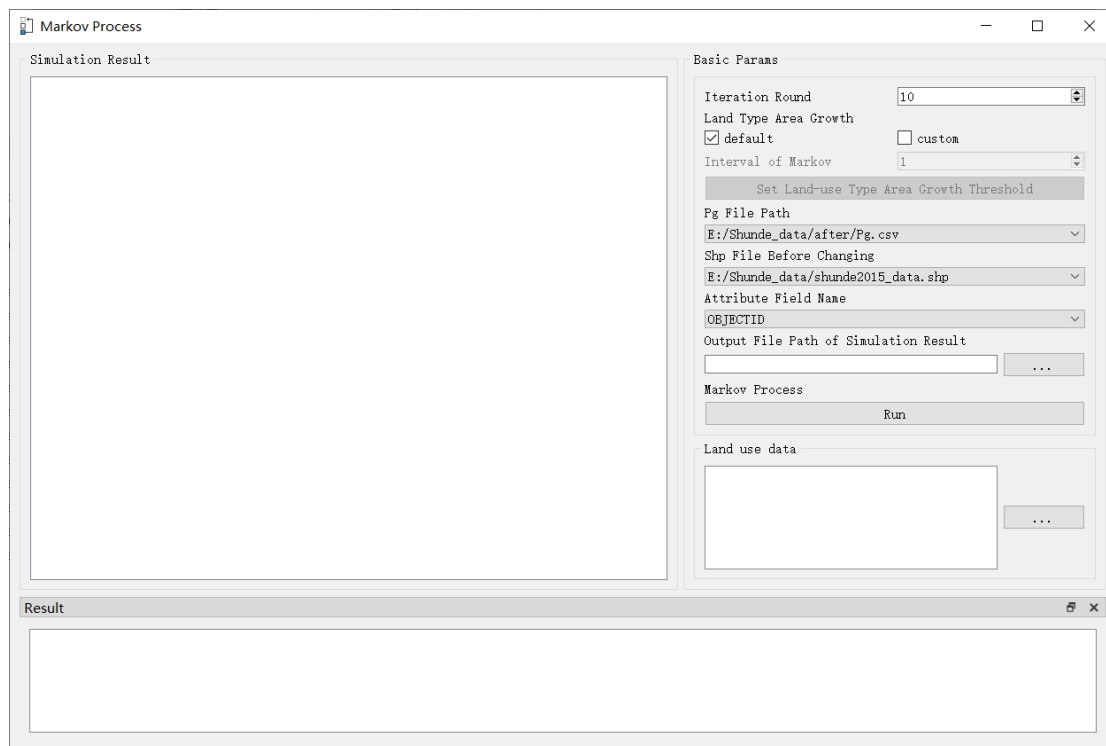 Markov Process
Simulation Result
Basic Params
Iteration Round 10
Land Type Area Growth
default custom
Interval of Markov 1
Set Land-use Type Area Growth Threshold
Pg File Path
E:/Shunde_data/after/Pg.csv
Shp File Before Changing
E:/Shunde_data/shunde2015_data.shp
Attribute Field Name
OBJECTID
Output File Path of Simulation Result
...
Markov Process
Run
Land use data
...
Result